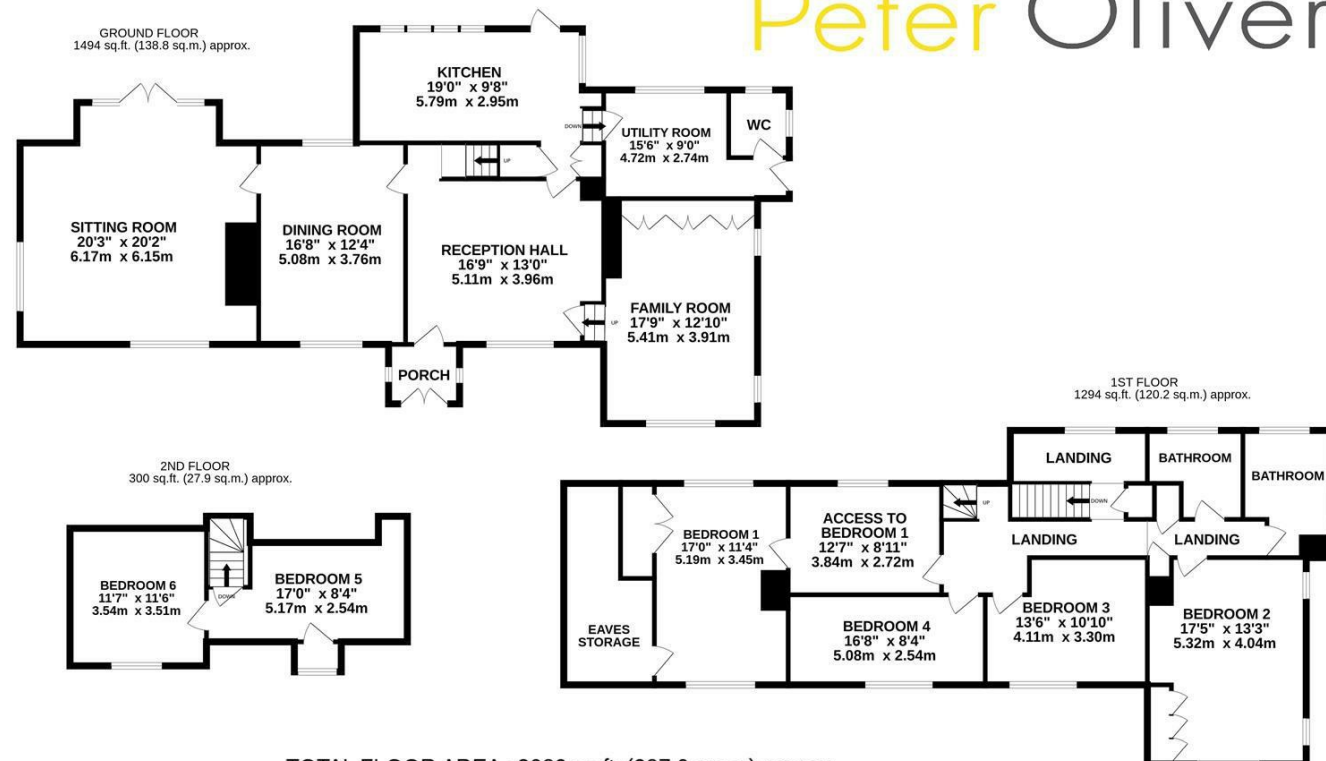 Peter Oliver
GROUND FLOOR
1494 sq.ft. (138.8 sq.m.) approx.
KITCHEN
19'0" x 9'8"
5.79m x 2.95m
DOWN
UTILITY ROOM
15'6" x 9'0"
4.72m x 2.74m
WC
UP
SITTING ROOM
20'3" x 20'2"
6.17m x 6.15m
DINING ROOM
16'8" x 12'4"
5.08m x 3.76m
RECEPTION HALL
16'9" x 13'0"
5.11m x 3.96m
UP
FAMILY ROOM
17'9" x 12'10"
5.41m x 3.91m
PORCH
1ST FLOOR
1294 sq.ft. (120.2 sq.m.) approx.
LANDING
BATHROOM
BATHROOM
UP
DOWN
BEDROOM 1
17'0" x 11'4"
5.19m x 3.45m
ACCESS TO
BEDROOM 1
12'7" x 8'11"
3.84m x 2.72m
LANDING
LANDING
EAVES
STORAGE
BEDROOM 4
16'8" x 8'4"
5.08m x 2.54m
BEDROOM 3
13'6" x 10'10"
4.11m x 3.30m
BEDROOM 2
17'5" x 13'3"
5.32m x 4.04m
2ND FLOOR
300 sq.ft. (27.9 sq.m.) approx.
BEDROOM 6
11'7" x 11'6"
3.54m x 3.51m
DOWN
BEDROOM 5
17'0" x 8'4"
5.17m x 2.54m
TOTAL FLOOR AREA